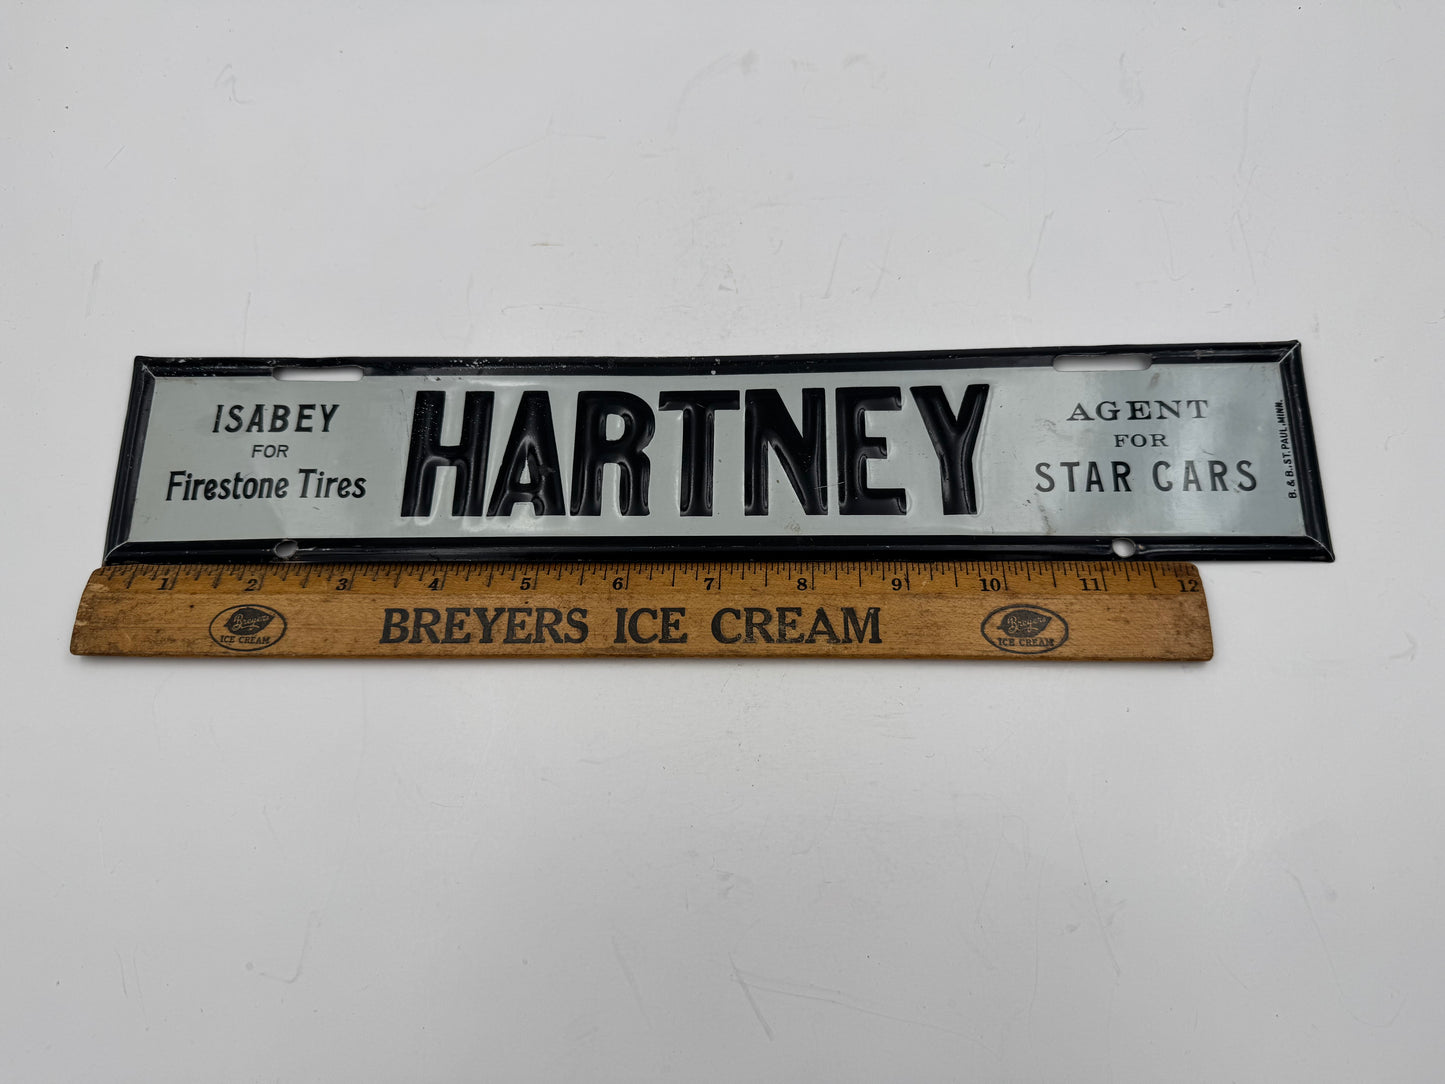 ISABEY
FOR
Firestone Tires
HARTNEY
AGENT
FOR
STAR CARS
B. & B., ST. PAUL, MINN.
1 2 3 4 5 6 7 8 9 10 11 12
Breyers
ICE CREAM
BREYERS ICE CREAM
Breyers
ICE CREAM